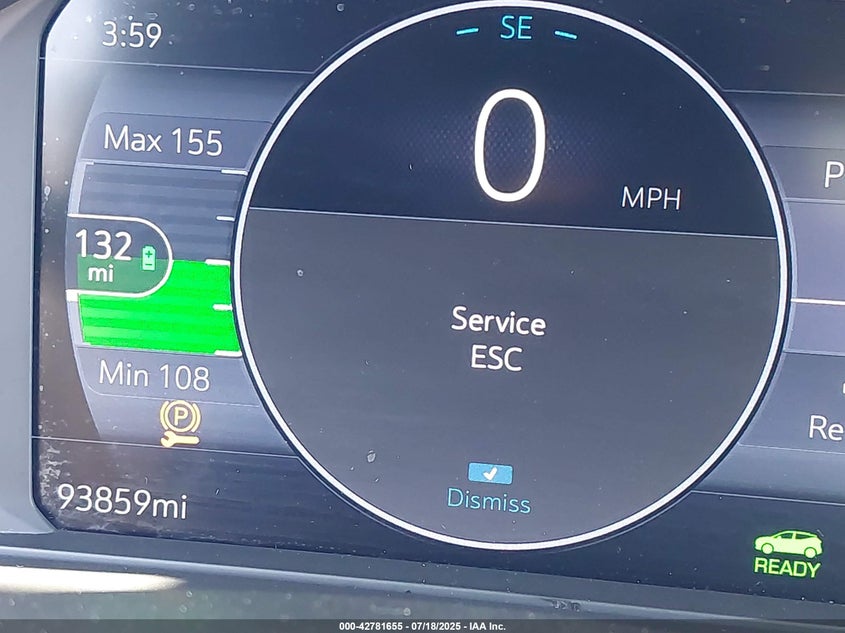 3:59
SE
Max 155
0
MPH
P
132
mi
Service
ESC
Min 108
P
Re
93859mi
Dismiss
READY
000-42781655 - 07/18/2025 - IAA Inc.